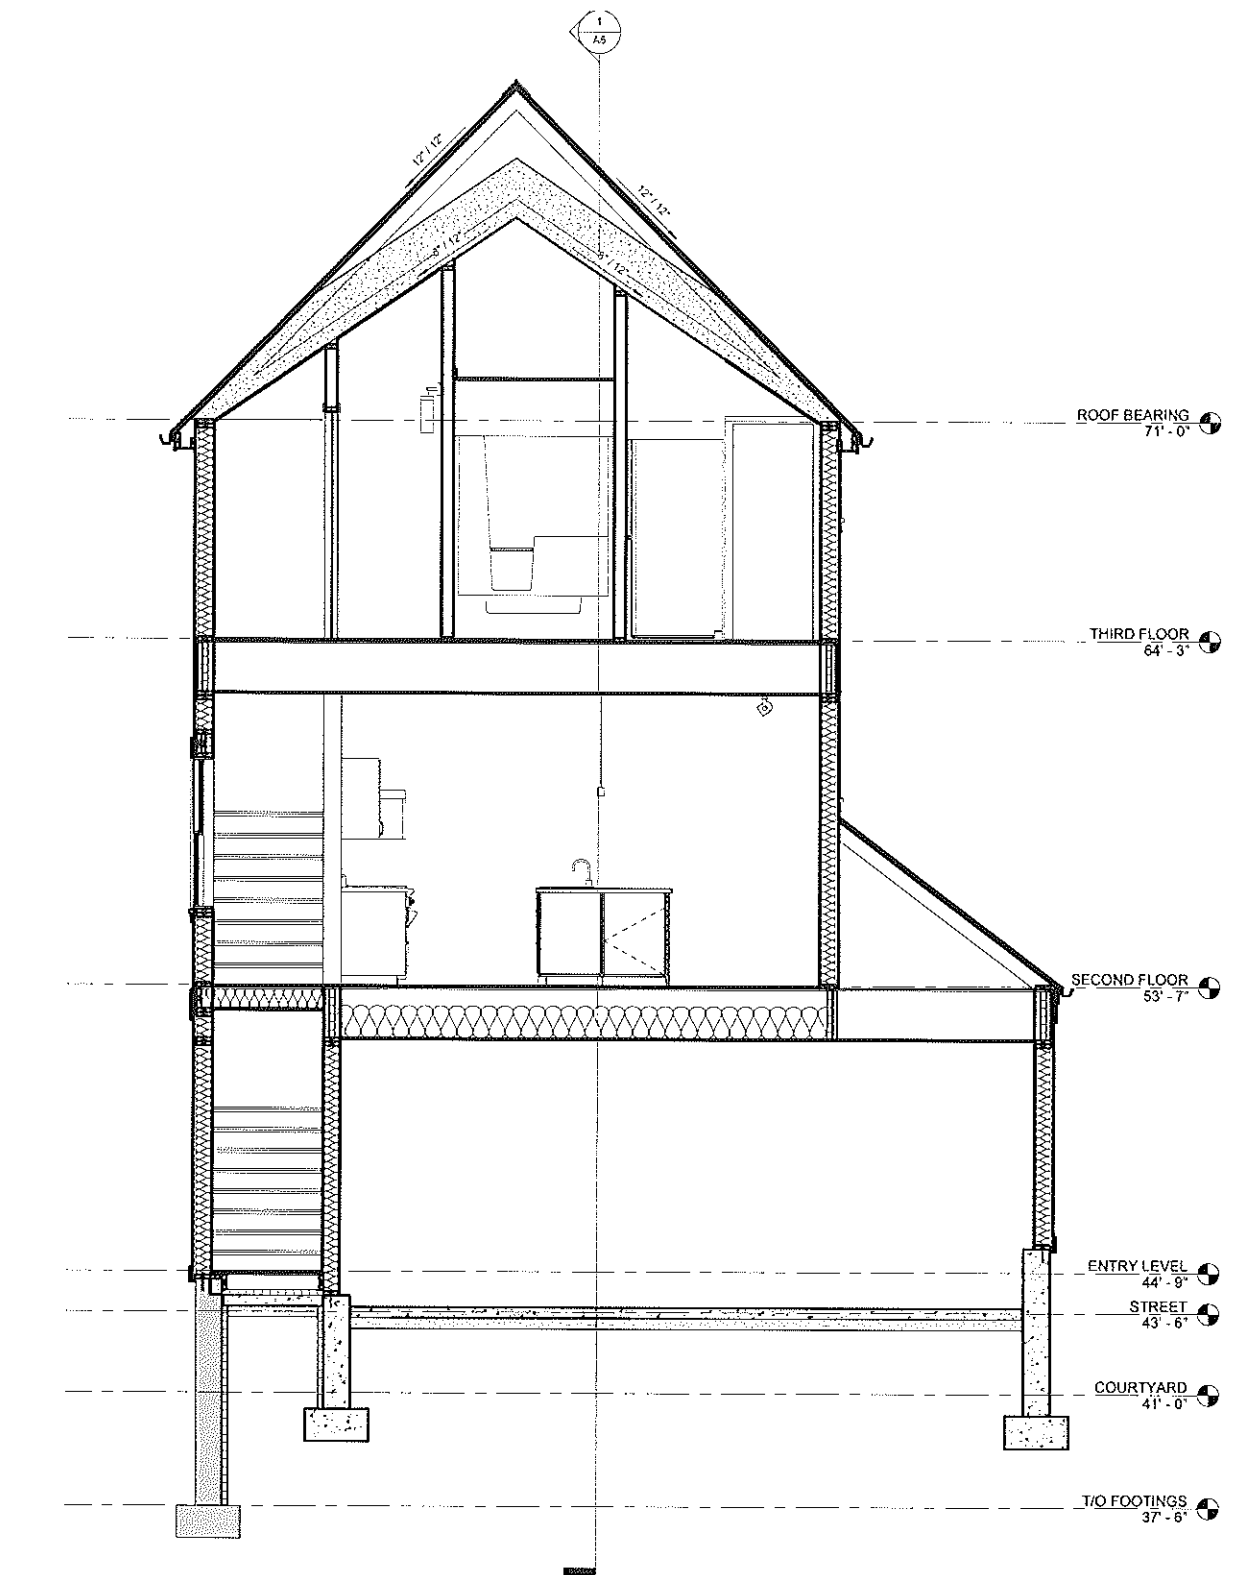 1
A6
12" / 12"
12" / 12"
8" / 12"
8" / 12"
ROOF BEARING
71' - 0"
THIRD FLOOR
64' - 3"
SECOND FLOOR
53' - 7"
ENTRY LEVEL
44' - 9"
STREET
43' - 6"
COURTYARD
41' - 0"
T/O FOOTINGS
37' - 6"